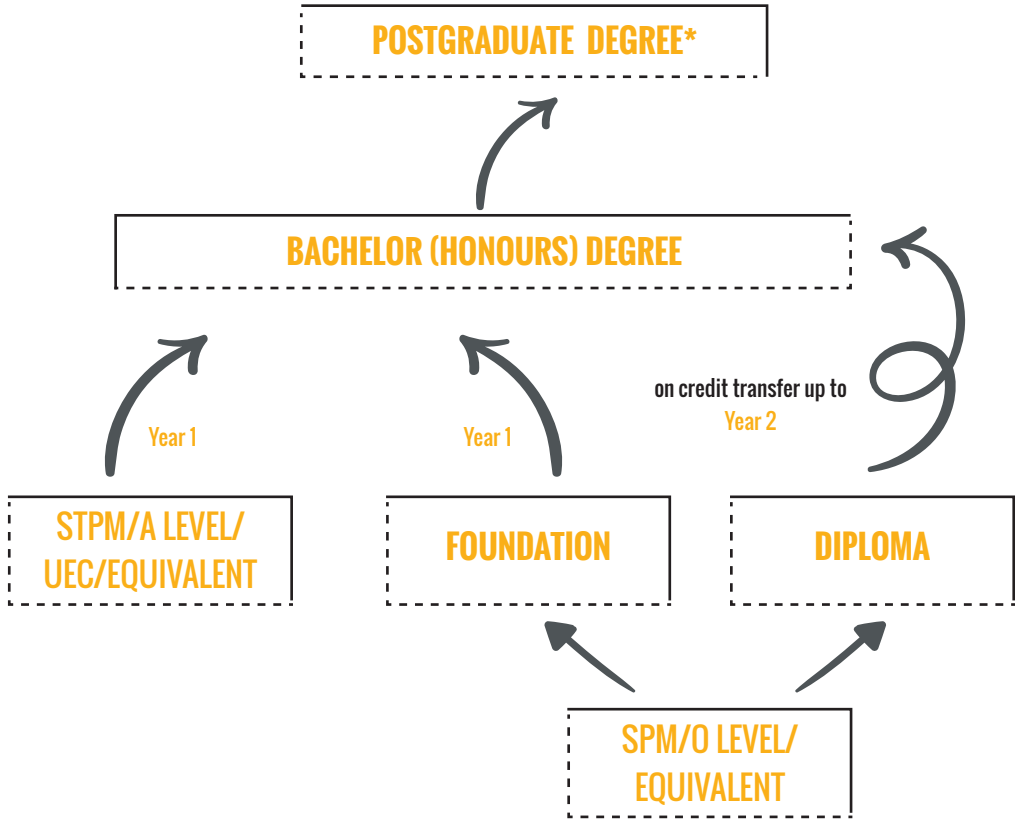 POSTGRADUATE DEGREE*
BACHELOR (HONOURS) DEGREE
on credit transfer up to
Year 2
Year 1
Year 1
STPM/A LEVEL/
UEC/EQUIVALENT
FOUNDATION
DIPLOMA
SPM/O LEVEL/
EQUIVALENT